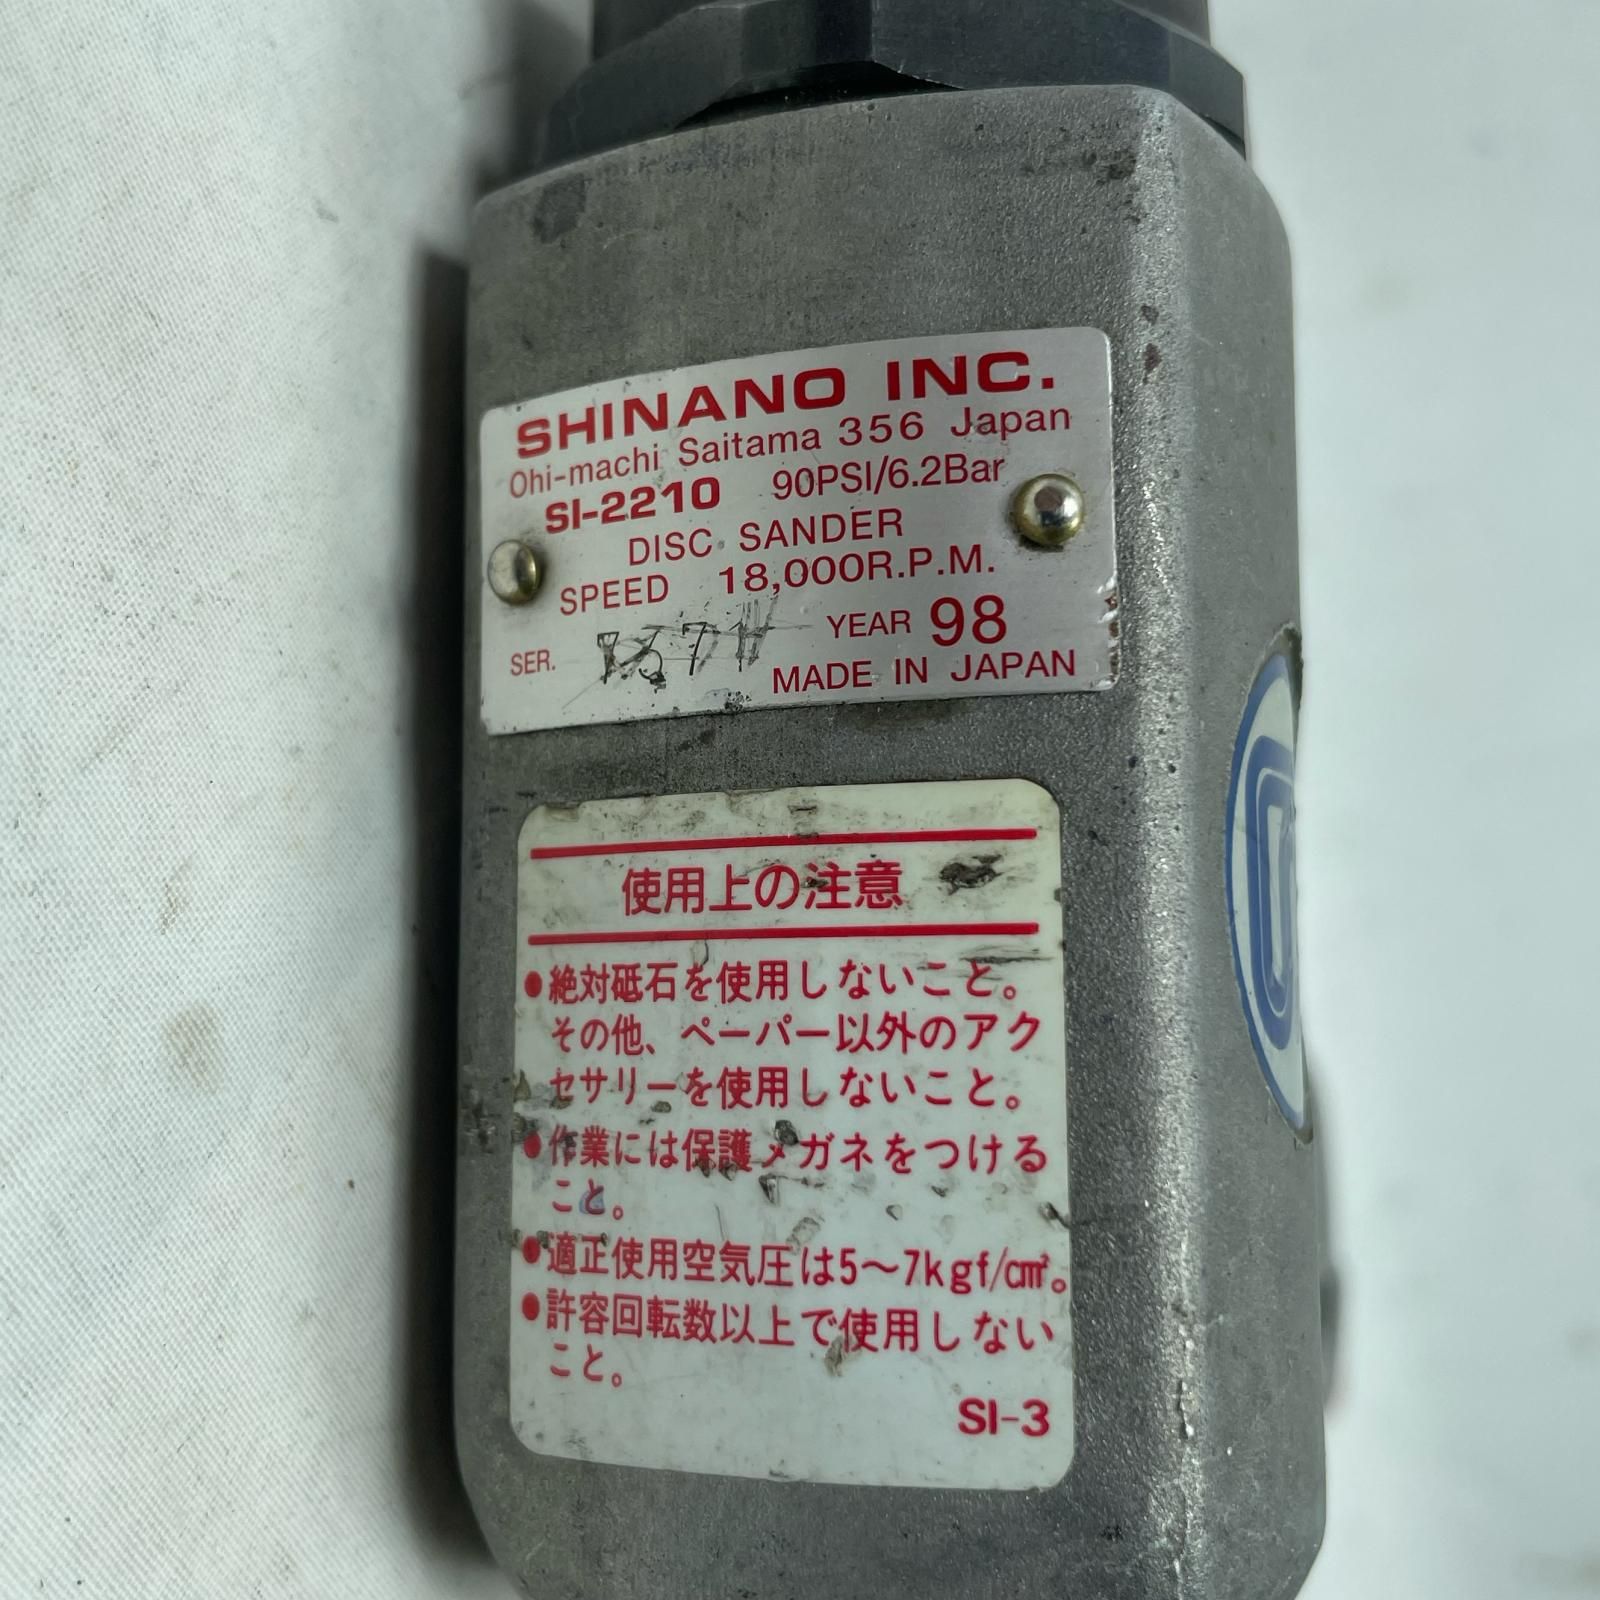 SHINANO INC.
Ohi-machi Saitama 356 Japan
SI-2210 90PSI/6.2Bar
DISC SANDER
SPEED 18,000R.P.M.
SER. YEAR 98
MADE IN JAPAN
使用上の注意
●絶対砥石を使用しないこと。
その他、ペーパー以外のアク
セサリーを使用しないこと。
●作業には保護メガネをつける
こと。
●適正使用空気圧は5〜7kgf/cm²。
●許容回転数以上で使用しない
こと。
SI-3